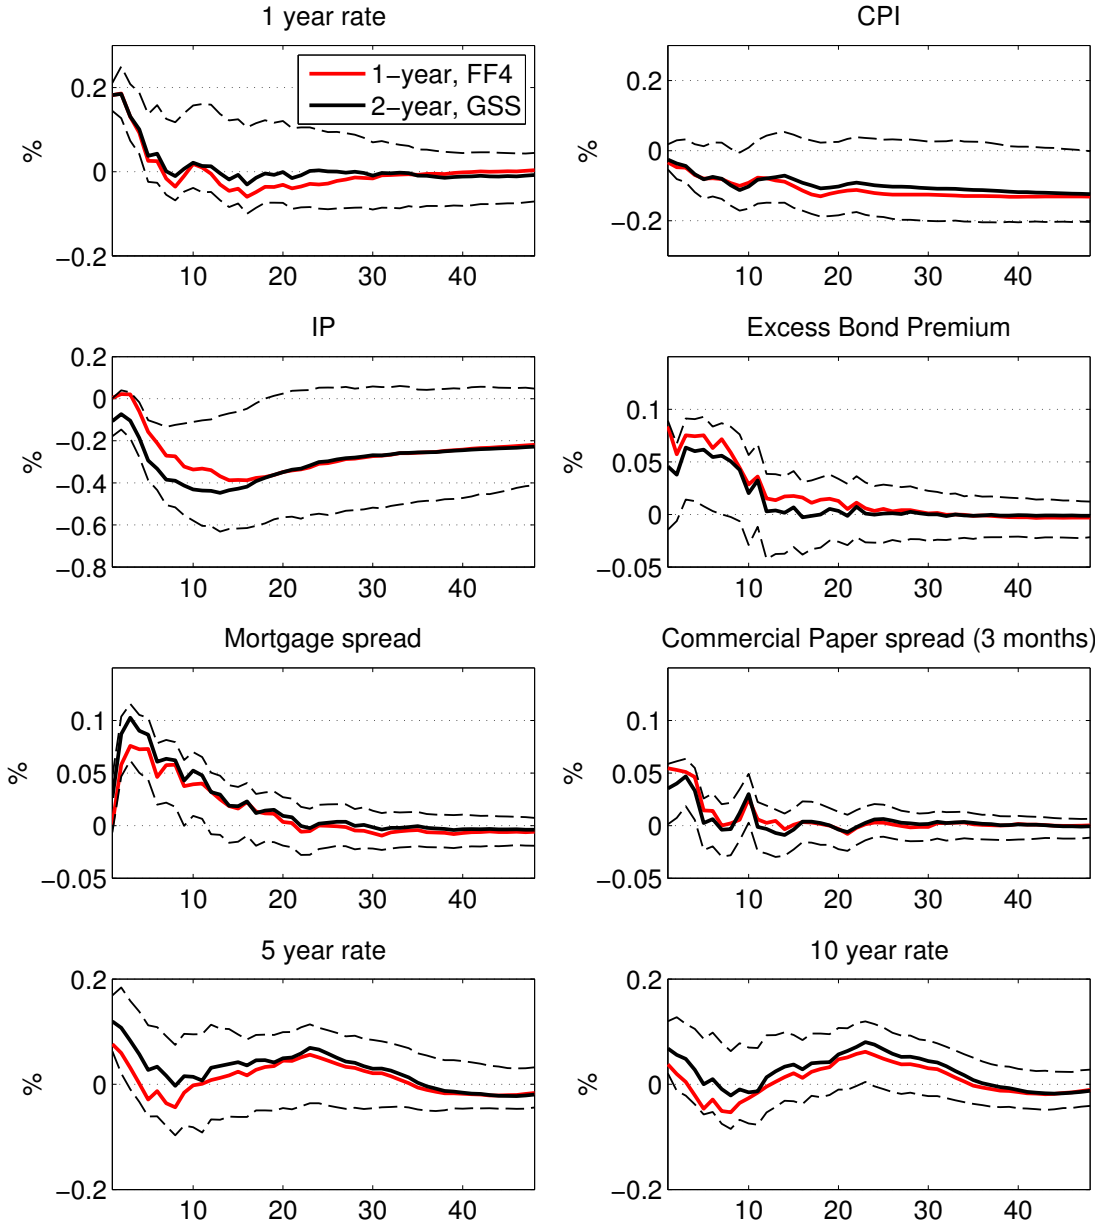 1 year rate
0.2
0
−0.2
%
1−year, FF4
2−year, GSS
10 20 30 40
CPI
0.2
0
−0.2
%
10 20 30 40
IP
0.2
0
−0.2
−0.4
−0.6
−0.8
%
10 20 30 40
Excess Bond Premium
0.1
0.05
0
−0.05
%
10 20 30 40
Mortgage spread
0.1
0.05
0
−0.05
%
10 20 30 40
Commercial Paper spread (3 months)
0.1
0.05
0
−0.05
%
10 20 30 40
5 year rate
0.2
0
−0.2
%
10 20 30 40
10 year rate
0.2
0
−0.2
%
10 20 30 40